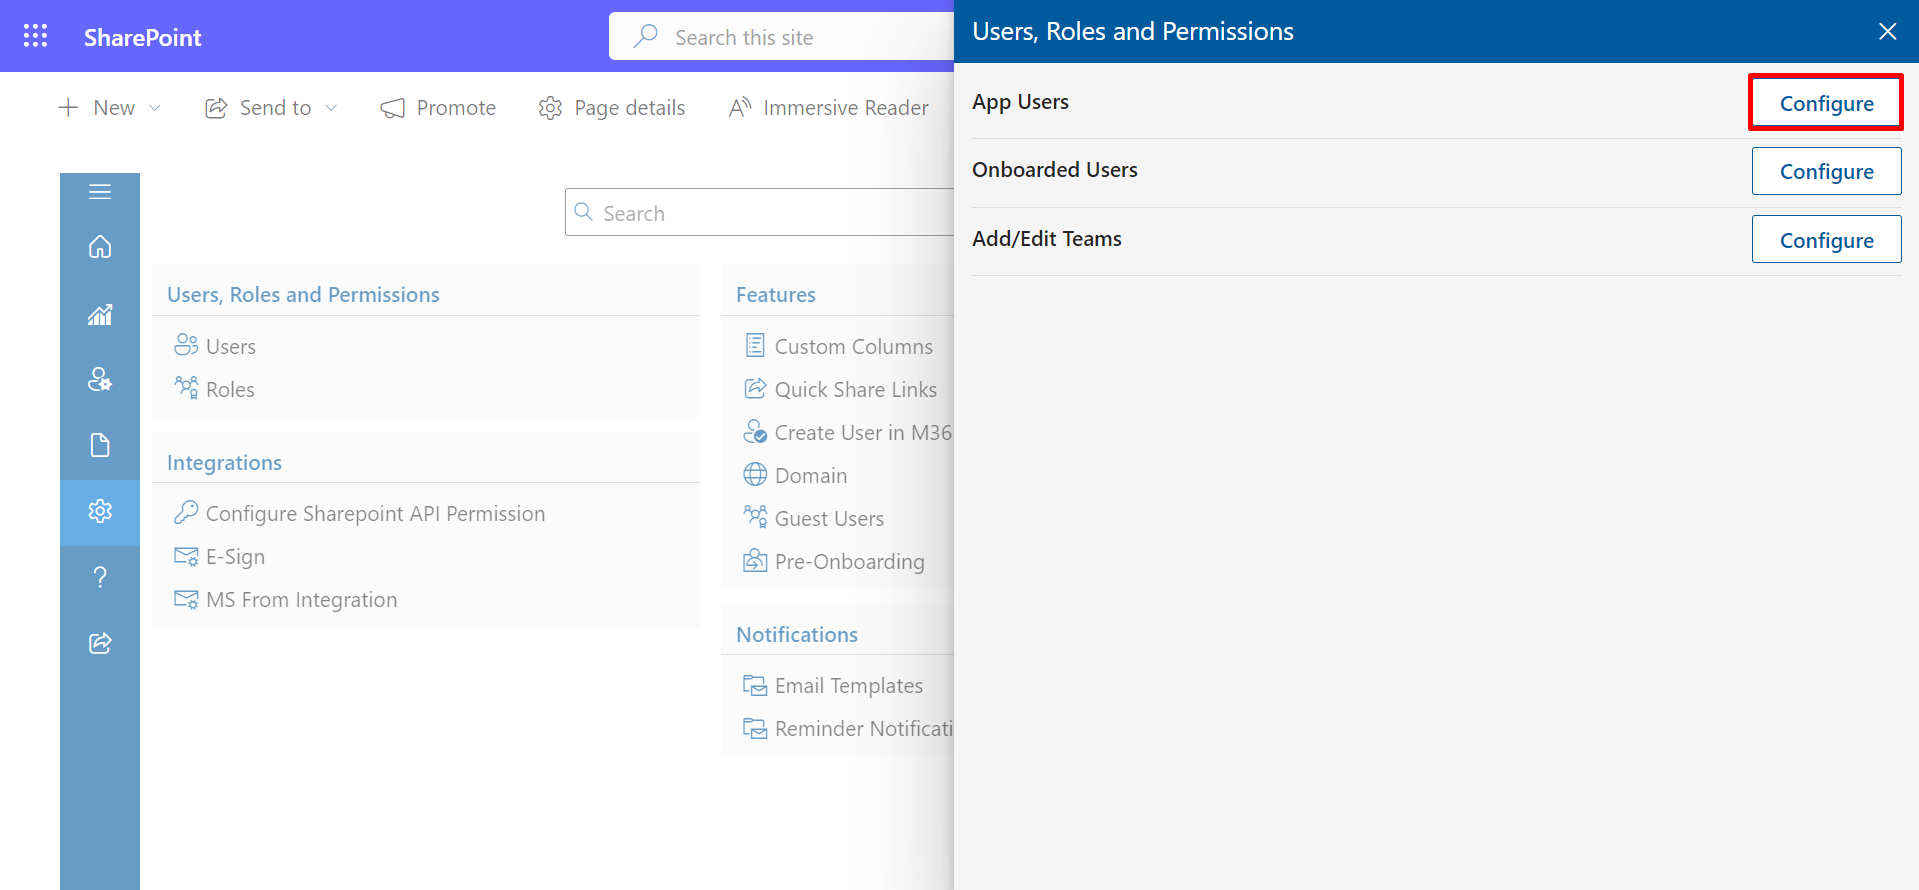 SharePoint
Search this site
New
Send to
Promote
Page details
Immersive Reader
Search
Users, Roles and Permissions
Users
Roles
Integrations
Configure Sharepoint API Permission
E-Sign
MS From Integration
Features
Custom Columns
Quick Share Links
Create User in M36
Domain
Guest Users
Pre-Onboarding
Notifications
Email Templates
Reminder Notificati
Users, Roles and Permissions
App Users
Configure
Onboarded Users
Configure
Add/Edit Teams
Configure